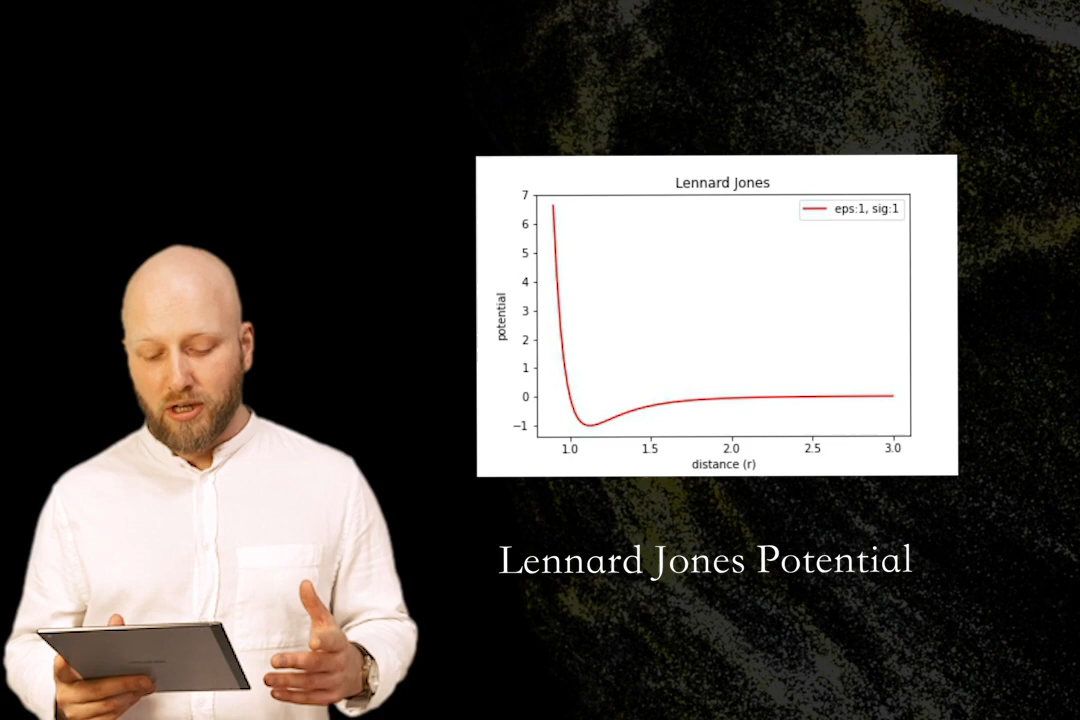 Lennard Jones
7
6
5
4
3
2
1
0
−1
potential
eps:1, sig:1
1.0 1.5 2.0 2.5 3.0
distance (r)
Lennard Jones Potential